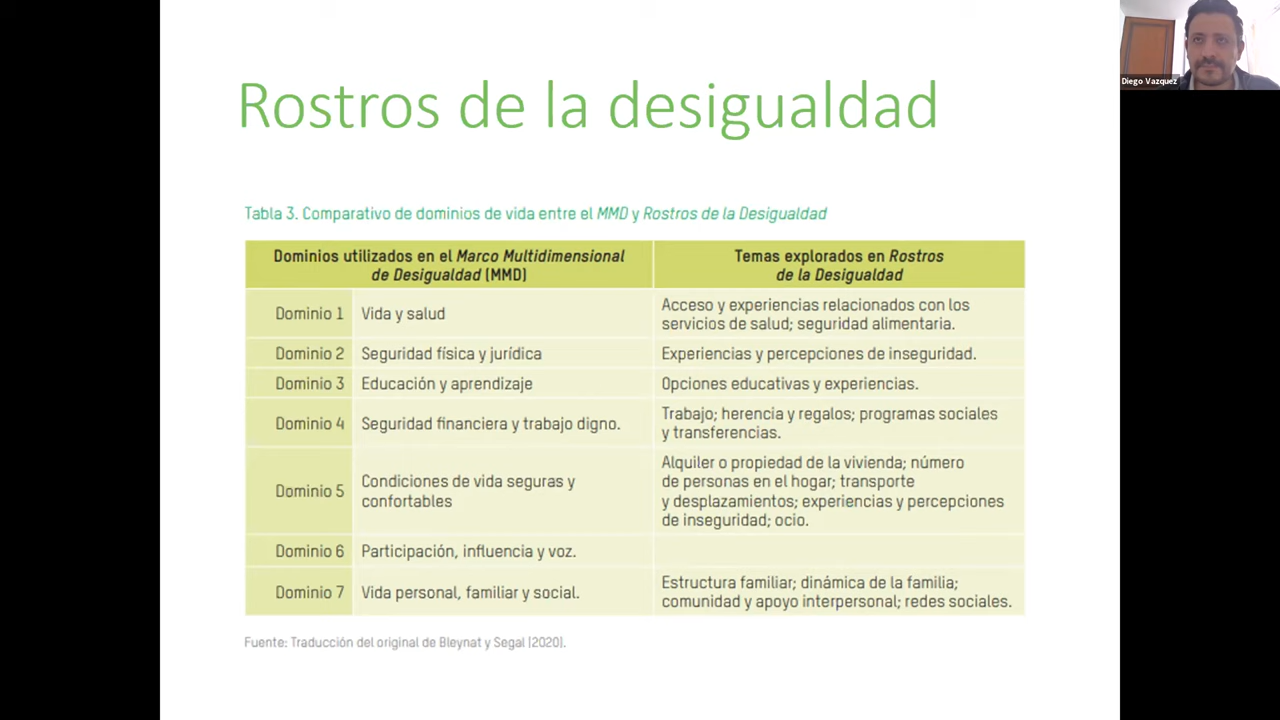 Rostros de la desigualdad
Diego Vazquez
Tabla 3. Comparativo de dominios de vida entre el MMD y Rostros de la Desigualdad
Dominios utilizados en el Marco Multidimensional
de Desigualdad (MMD)
Temas explorados en Rostros
de la Desigualdad
Dominio 1
Vida y salud
Acceso y experiencias relacionados con los
servicios de salud; seguridad alimentaria.
Dominio 2
Seguridad física y jurídica
Experiencias y percepciones de inseguridad.
Dominio 3
Educación y aprendizaje
Opciones educativas y experiencias.
Dominio 4
Seguridad financiera y trabajo digno.
Trabajo; herencia y regalos; programas sociales
y transferencias.
Dominio 5
Condiciones de vida seguras y
confortables
Alquiler o propiedad de la vivienda; número
de personas en el hogar; transporte
y desplazamientos; experiencias y percepciones
de inseguridad; ocio.
Dominio 6
Participación, influencia y voz.
Dominio 7
Vida personal, familiar y social.
Estructura familiar; dinámica de la familia;
comunidad y apoyo interpersonal; redes sociales.
Fuente: Traducción del original de Bleynat y Segal (2020).